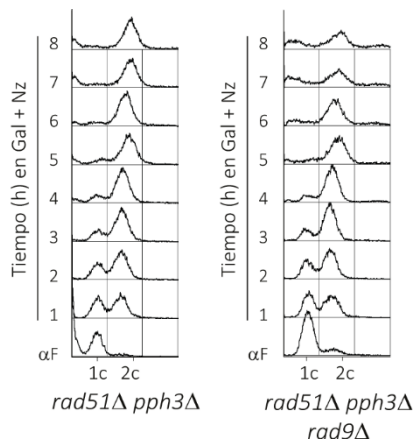 Tiempo (h) en Gal + Nz
8
7
6
5
4
3
2
1
αF
1c 2c
rad51Δ pph3Δ
Tiempo (h) en Gal + Nz
8
7
6
5
4
3
2
1
αF
1c 2c
rad51Δ pph3Δ
rad9Δ